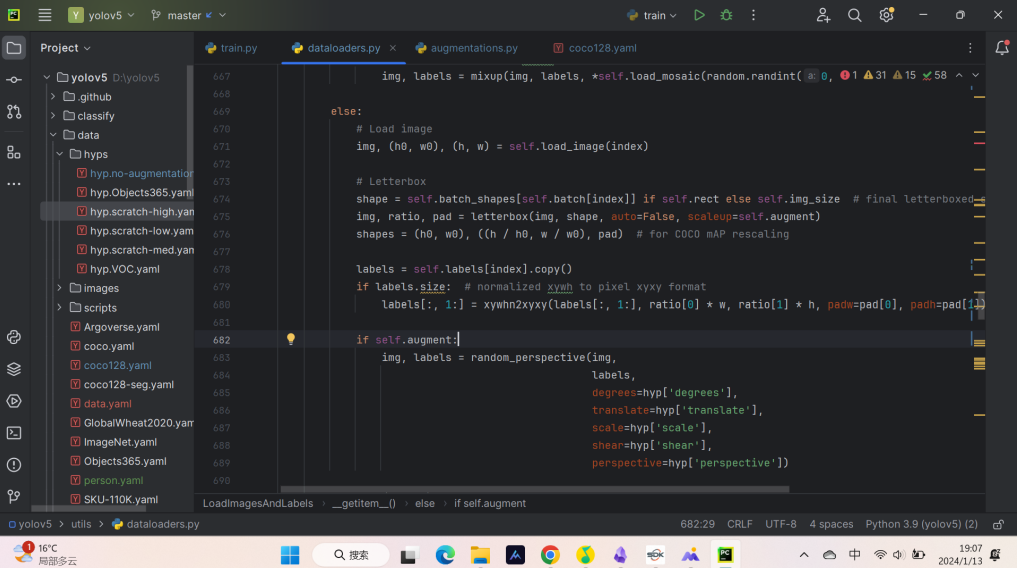 PC
Y yolov5
master
train
Project
train.py
dataloaders.py
augmentations.py
coco128.yaml
yolov5 D:\yolov5
.github
classify
data
hyps
hyp.no-augmentation
hyp.Objects365.yaml
hyp.scratch-high.yam
hyp.scratch-low.yam
hyp.scratch-med.yam
hyp.VOC.yaml
images
scripts
Argoverse.yaml
coco.yaml
coco128.yaml
coco128-seg.yaml
data.yaml
GlobalWheat2020.yam
ImageNet.yaml
Objects365.yaml
person.yaml
SKU-110K.yaml
667 img, labels = mixup(img, labels, *self.load_mosaic(random.randint( a: 0, 1 31 15 58
668
669 else:
670 # Load image
671 img, (h0, w0), (h, w) = self.load_image(index)
672
673 # Letterbox
674 shape = self.batch_shapes[self.batch[index]] if self.rect else self.img_size # final letterboxed s
675 img, ratio, pad = letterbox(img, shape, auto=False, scaleup=self.augment)
676 shapes = (h0, w0), ((h / h0, w / w0), pad) # for COCO mAP rescaling
677
678 labels = self.labels[index].copy()
679 if labels.size: # normalized xywh to pixel xyxy format
680 labels[:, 1:] = xywhn2xyxy(labels[:, 1:], ratio[0] * w, ratio[1] * h, padw=pad[0], padh=pad[1])
681
682 if self.augment:
683 img, labels = random_perspective(img,
684 labels,
685 degrees=hyp['degrees'],
686 translate=hyp['translate'],
687 scale=hyp['scale'],
688 shear=hyp['shear'],
689 perspective=hyp['perspective'])
690
LoadImagesAndLabels > __getitem__() > else > if self.augment
yolov5 > utils > dataloaders.py
682:29 CRLF UTF-8 4 spaces Python 3.9 (yolov5) (2)
1
16°C
局部多云
搜索
SDK
PC
中
19:07
2024/1/13